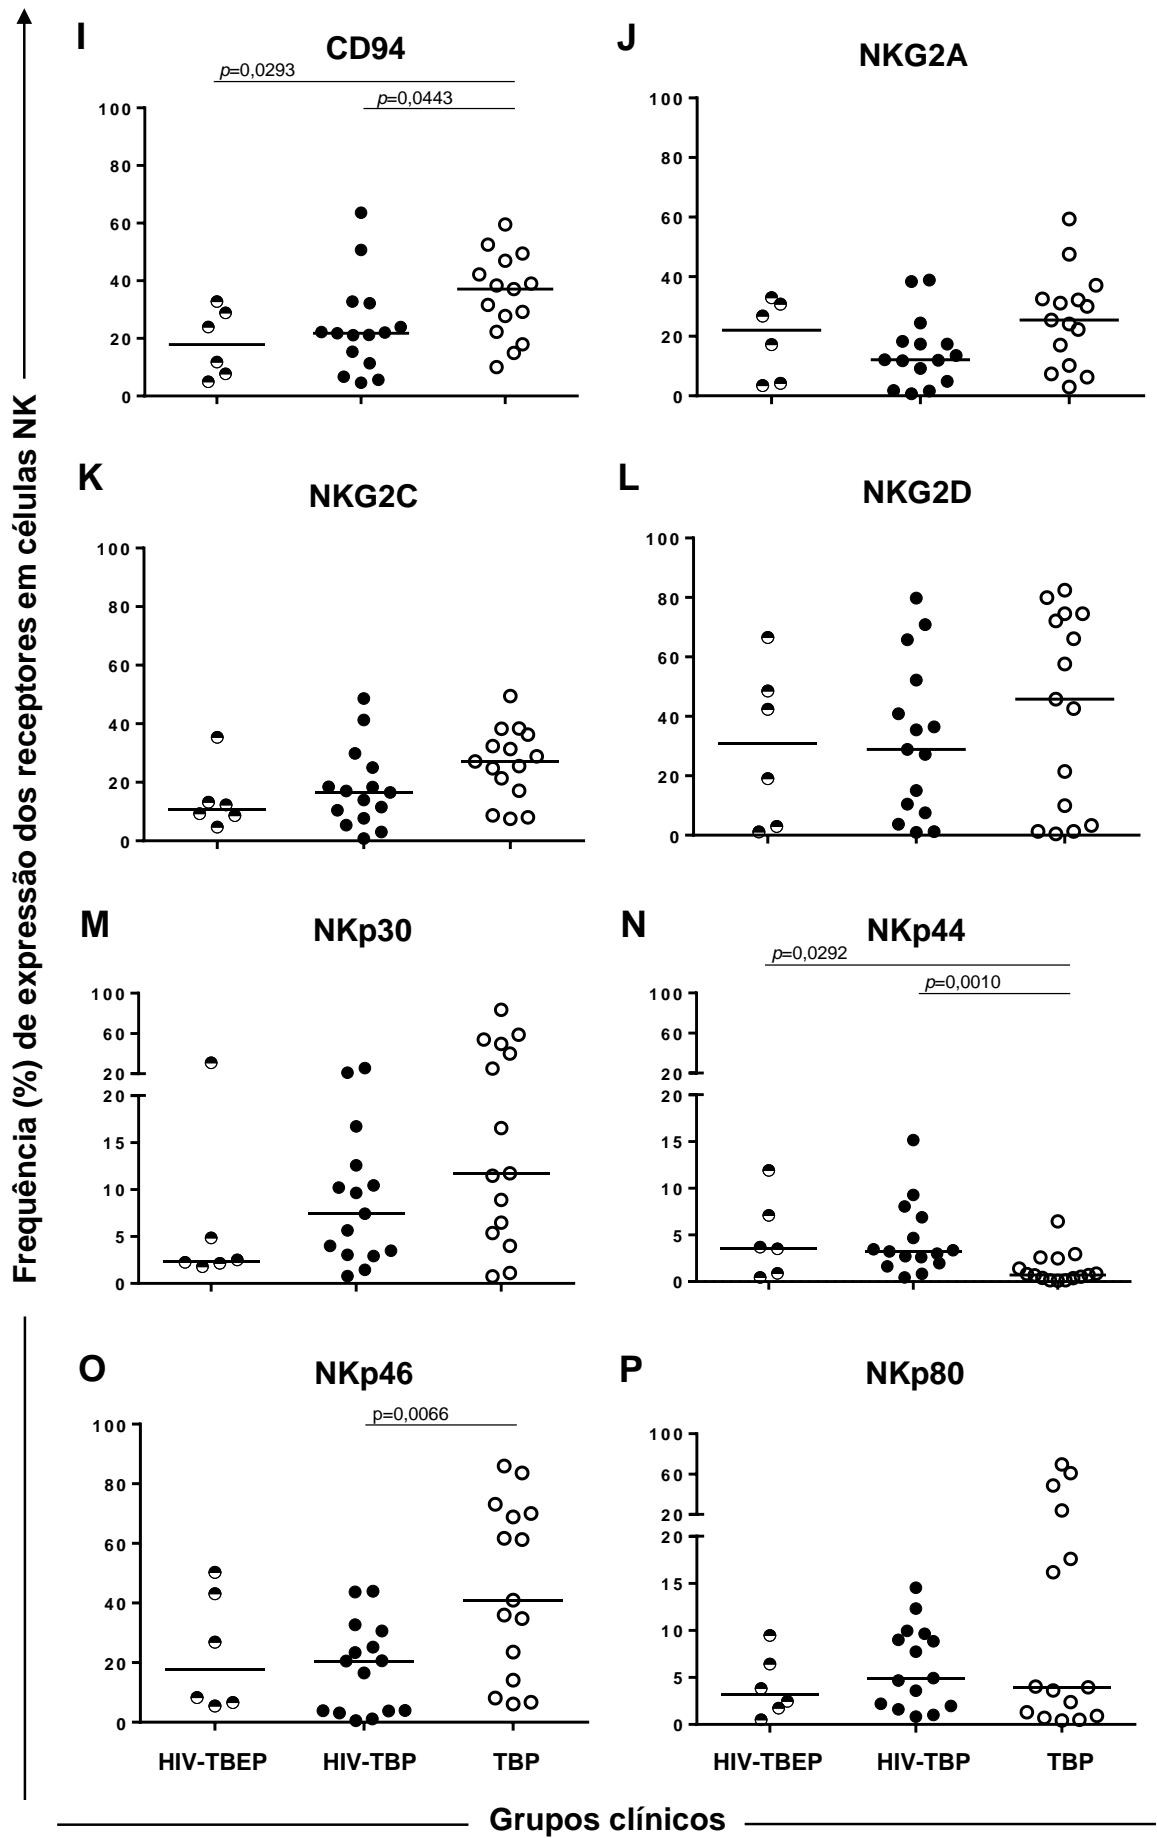 Frequência (%) de expressão dos receptores em células NK
I
CD94
p=0,0293
p=0,0443
100
80
60
40
20
0
J
NKG2A
100
80
60
40
20
0
K
NKG2C
100
80
60
40
20
0
L
NKG2D
100
80
60
40
20
0
M
NKp30
100
60
20
20
15
10
5
0
N
NKp44
p=0,0292
p=0,0010
100
60
20
20
15
10
5
0
O
NKp46
p=0,0066
100
80
60
40
20
0
HIV-TBEP HIV-TBP TBP
P
NKp80
100
60
20
20
15
10
5
0
HIV-TBEP HIV-TBP TBP
Grupos clínicos